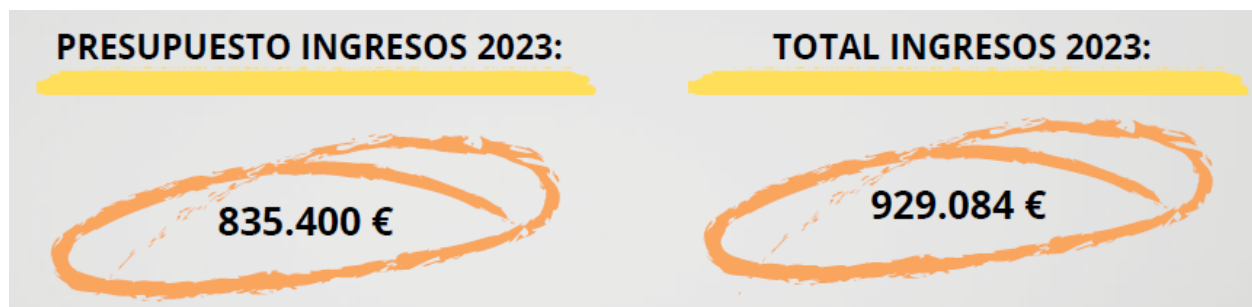 PRESUPUESTO INGRESOS 2023:
835.400 €
TOTAL INGRESOS 2023:
929.084 €